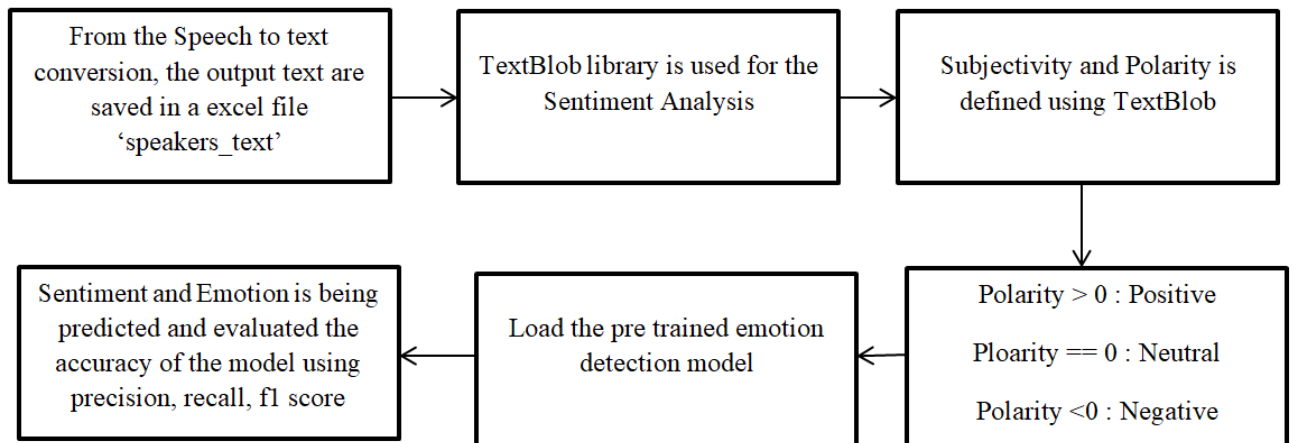 From the Speech to text
conversion, the output text are
saved in a excel file
‘speakers_text’
TextBlob library is used for the
Sentiment Analysis
Subjectivity and Polarity is
defined using TextBlob
Polarity > 0 : Positive
Ploarity == 0 : Neutral
Polarity <0 : Negative
Load the pre trained emotion
detection model
Sentiment and Emotion is being
predicted and evaluated the
accuracy of the model using
precision, recall, f1 score